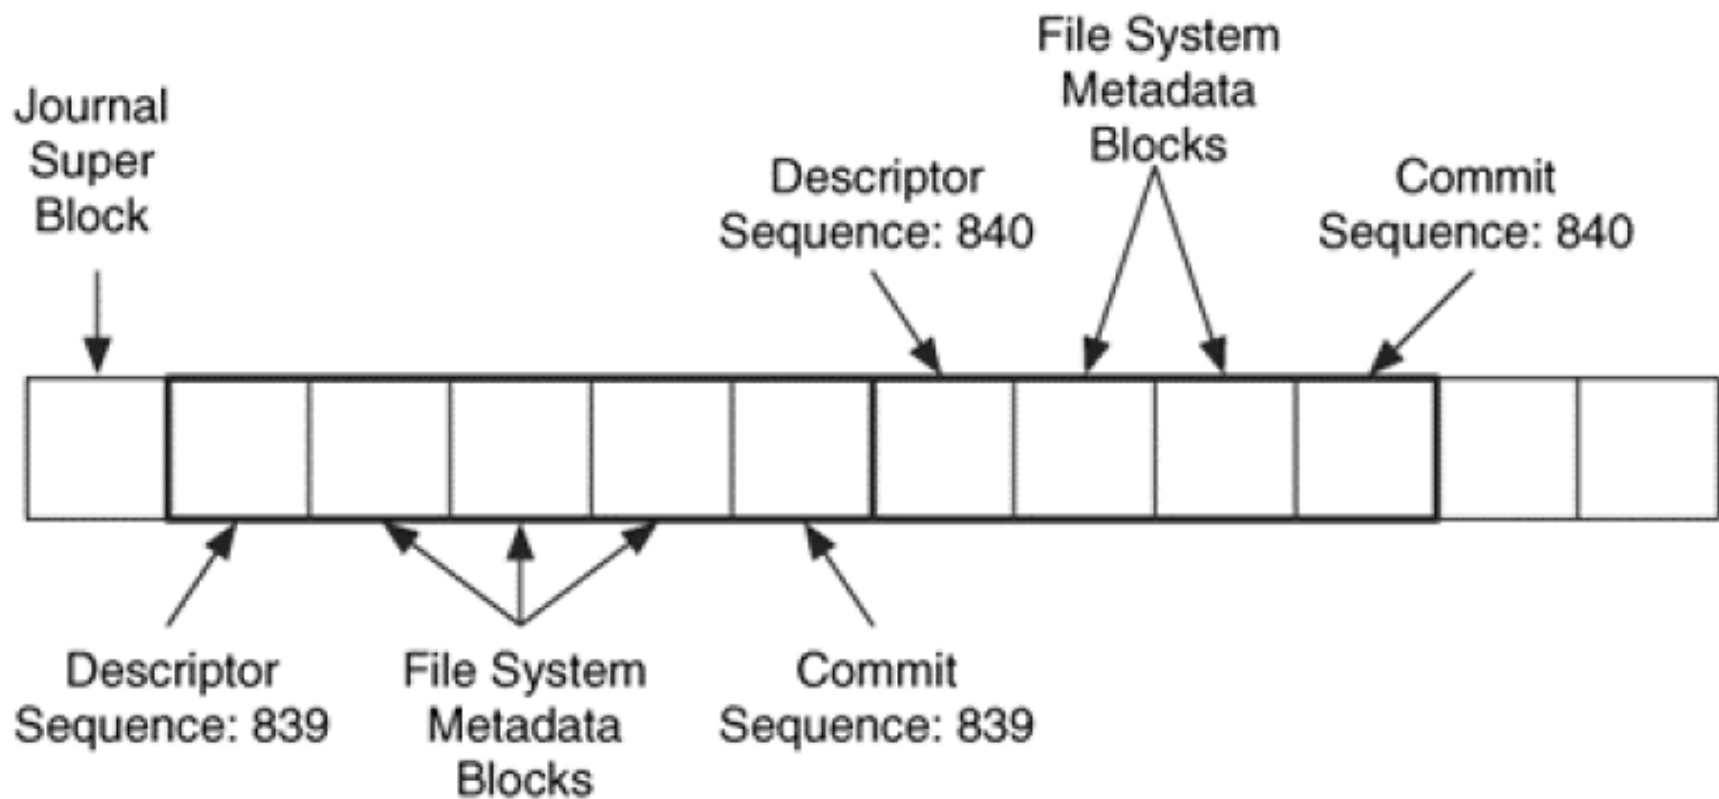 File System
Metadata
Blocks
Journal
Super
Block
Descriptor
Sequence: 840
Commit
Sequence: 840
Descriptor
Sequence: 839
File System
Metadata
Blocks
Commit
Sequence: 839